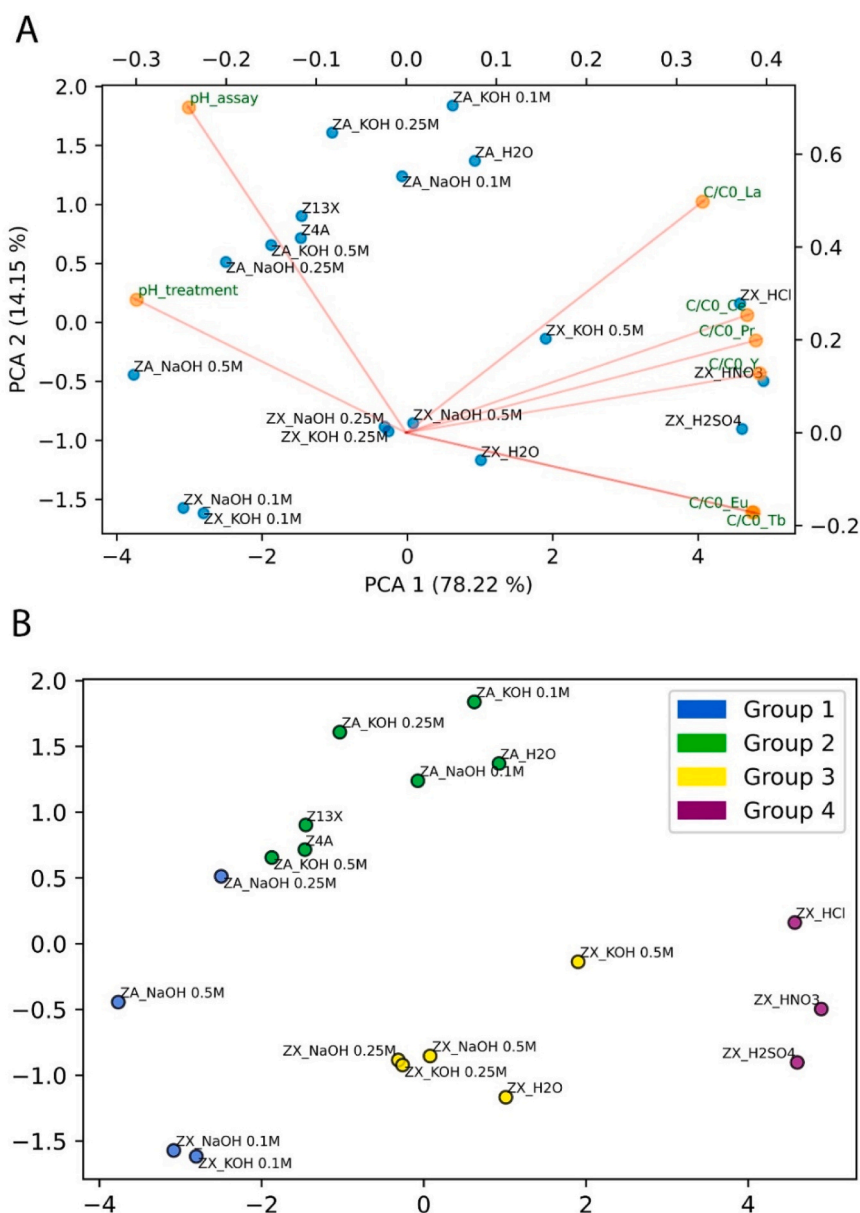 A
−0.3 −0.2 −0.1 0.0 0.1 0.2 0.3 0.4
2.0
pH_assay
ZA_KOH 0.1M
ZA_KOH 0.25M
1.5
ZA_H2O
0.6
ZA_NaOH 0.1M
C/C0_La
1.0
Z13X
Z4A
ZA_KOH 0.5M
0.4
0.5
ZA_NaOH 0.25M
pH_treatment
ZX_HCl
C/C0_Ce
0.0
ZX_KOH 0.5M
C/C0_Pr
0.2
C/C0_Y
ZA_NaOH 0.5M
ZX_HNO3
−0.5
ZX_NaOH 0.25M
ZX_NaOH 0.5M
ZX_H2SO4
ZX_KOH 0.25M
0.0
−1.0
ZX_H2O
ZX_NaOH 0.1M
C/C0_Eu
−1.5
ZX_KOH 0.1M
C/C0_Tb
−0.2
PCA 2 (14.15 %)
−4 −2 0 2 4
PCA 1 (78.22 %)
B
2.0
ZA_KOH 0.1M
Group 1
Group 2
Group 3
Group 4
ZA_KOH 0.25M
1.5
ZA_H2O
ZA_NaOH 0.1M
1.0
Z13X
Z4A
ZA_KOH 0.5M
0.5
ZA_NaOH 0.25M
ZX_HCl
0.0
ZX_KOH 0.5M
ZA_NaOH 0.5M
−0.5
ZX_HNO3
ZX_NaOH 0.25M
ZX_NaOH 0.5M
ZX_H2SO4
−1.0
ZX_KOH 0.25M
ZX_H2O
−1.5
ZX_NaOH 0.1M
ZX_KOH 0.1M
−4 −2 0 2 4